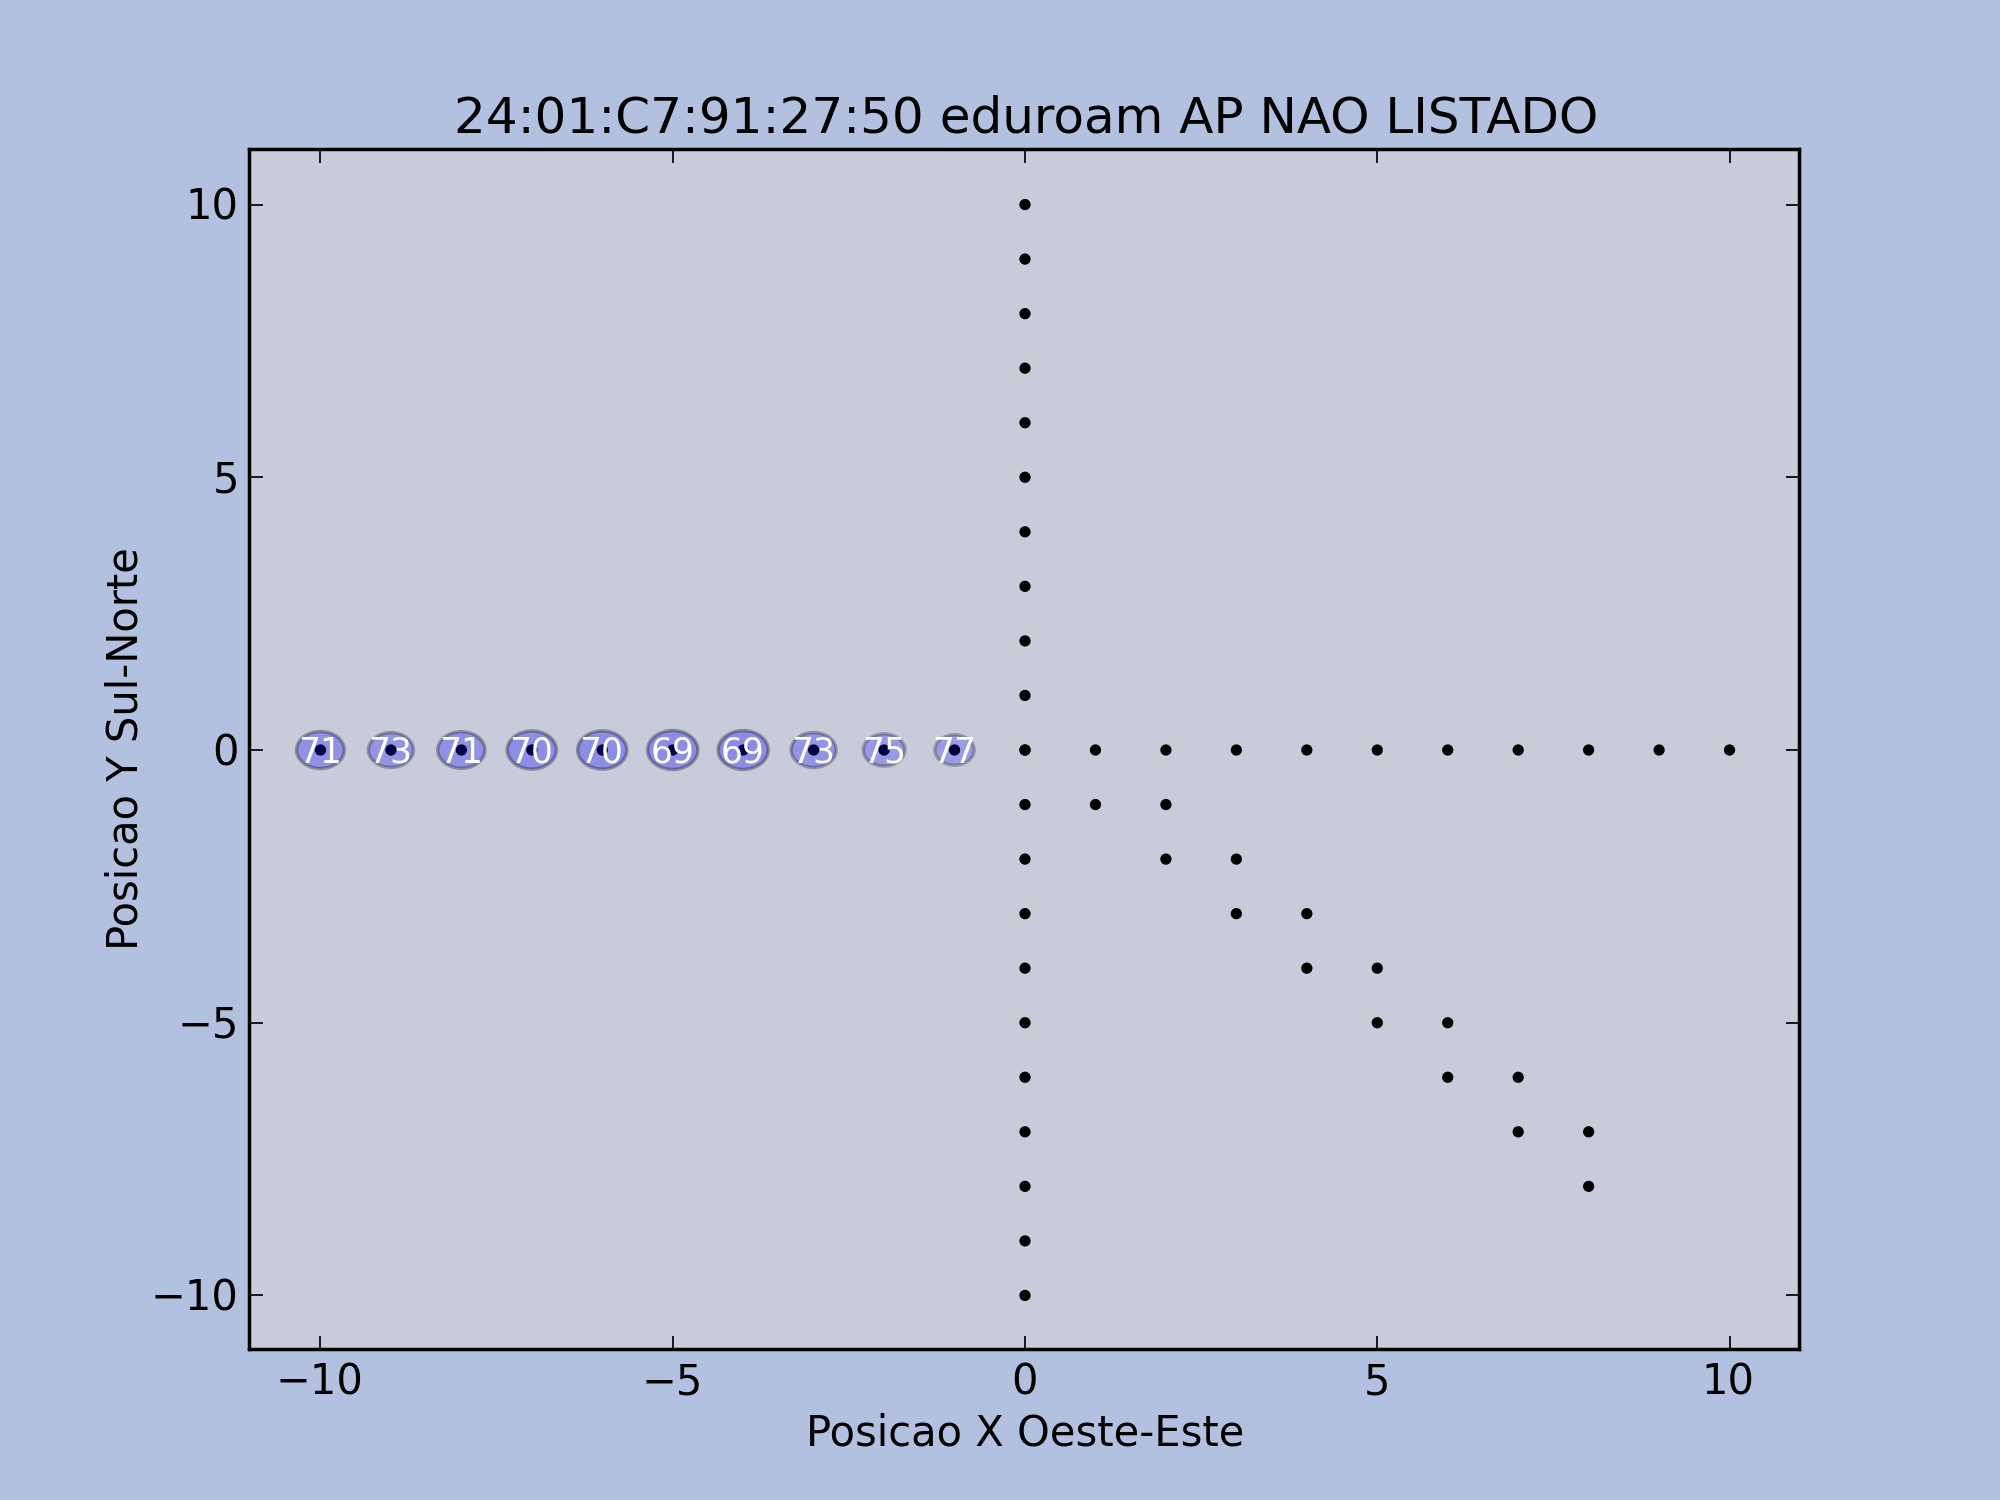 24:01:C7:91:27:50 eduroam AP NAO LISTADO
10
5
0
−5
−10
Posicao Y Sul-Norte
71 73 71 70 70 69 69 73 75 77
−10 −5 0 5 10
Posicao X Oeste-Este